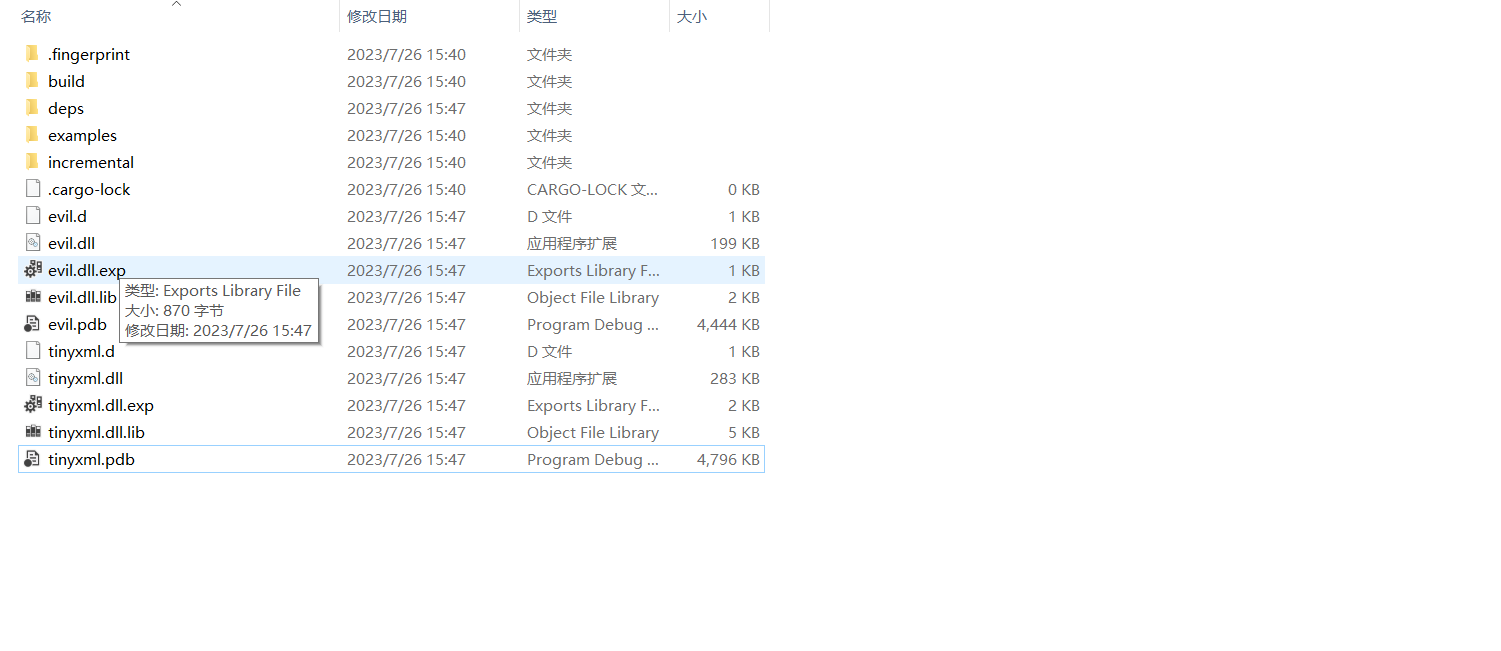 名称 修改日期 类型 大小
.fingerprint 2023/7/26 15:40 文件夹
build 2023/7/26 15:40 文件夹
deps 2023/7/26 15:47 文件夹
examples 2023/7/26 15:40 文件夹
incremental 2023/7/26 15:40 文件夹
.cargo-lock 2023/7/26 15:40 CARGO-LOCK 文... 0 KB
evil.d 2023/7/26 15:47 D 文件 1 KB
evil.dll 2023/7/26 15:47 应用程序扩展 199 KB
evil.dll.exp 2023/7/26 15:47 Exports Library F... 1 KB
evil.dll.lib 2023/7/26 15:47 Object File Library 2 KB
evil.pdb 2023/7/26 15:47 Program Debug ... 4,444 KB
类型: Exports Library File
大小: 870 字节
修改日期: 2023/7/26 15:47
tinyxml.d 2023/7/26 15:47 D 文件 1 KB
tinyxml.dll 2023/7/26 15:47 应用程序扩展 283 KB
tinyxml.dll.exp 2023/7/26 15:47 Exports Library F... 2 KB
tinyxml.dll.lib 2023/7/26 15:47 Object File Library 5 KB
tinyxml.pdb 2023/7/26 15:47 Program Debug ... 4,796 KB